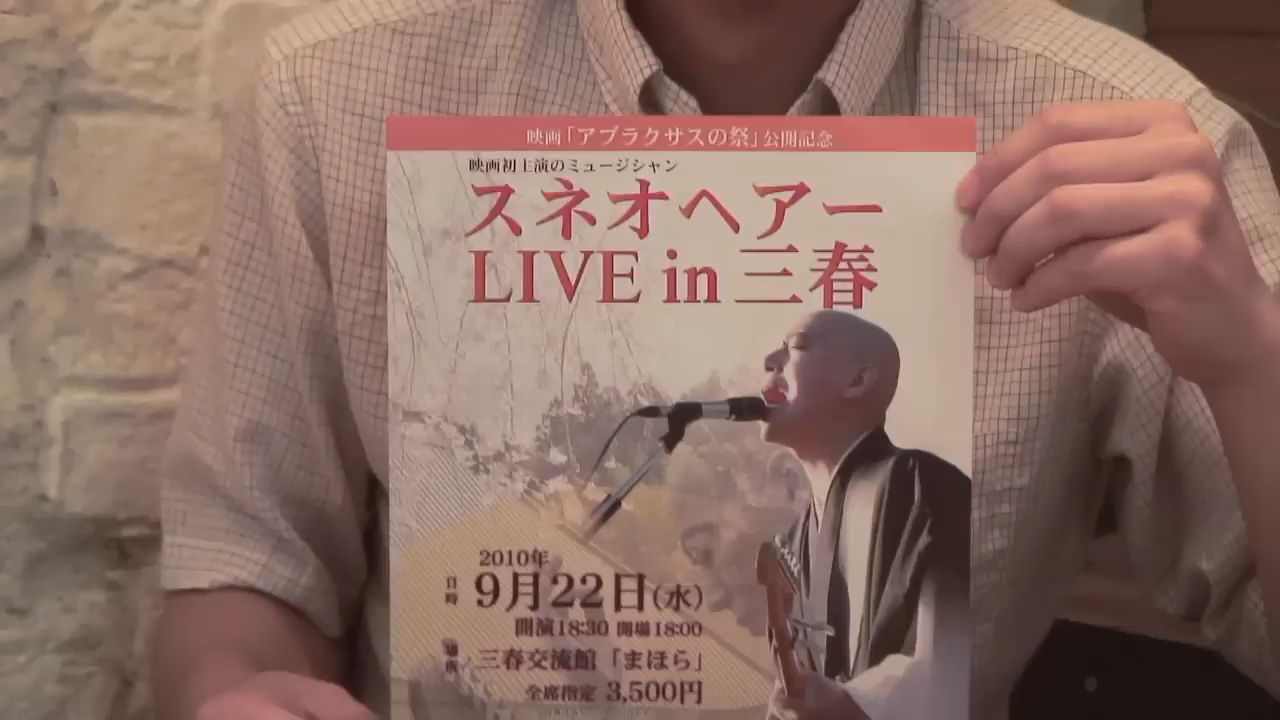 映画「アブラクサスの祭」公開記念
映画初主演のミュージシャン
スネオヘアー
LIVE in 三春
2010年
日時 9月22日(水)
開演18:30 開場18:00
場所 三春交流館「まほら」
全席指定 3,500円